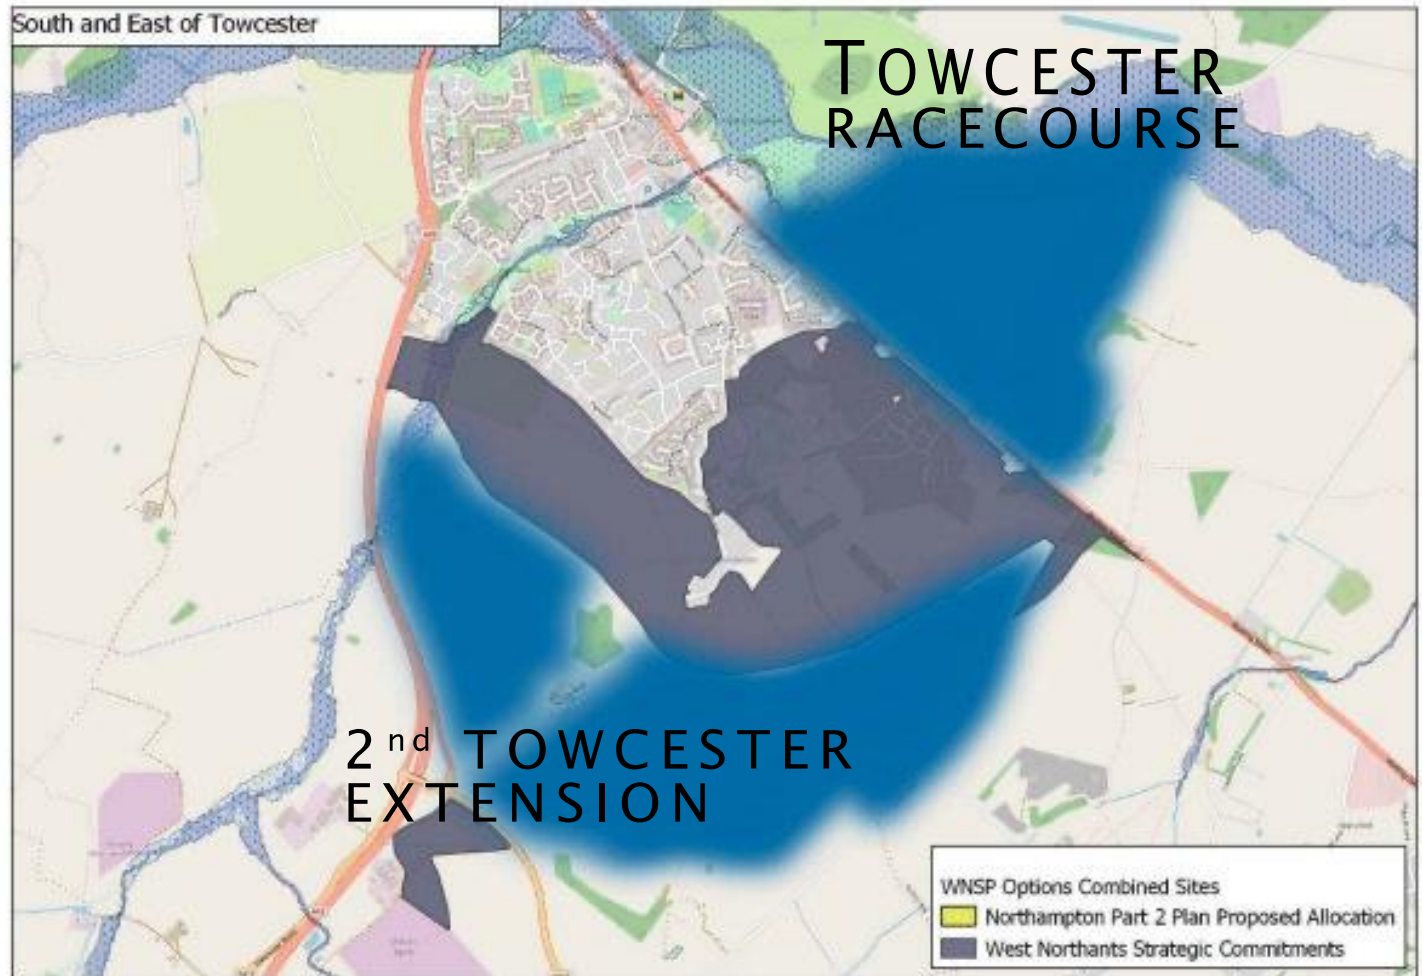 South and East of Towcester
TOWCESTER
RACECOURSE
2nd TOWCESTER
EXTENSION
WNSP Options Combined Sites
Northampton Part 2 Plan Proposed Allocation
West Northants Strategic Commitments